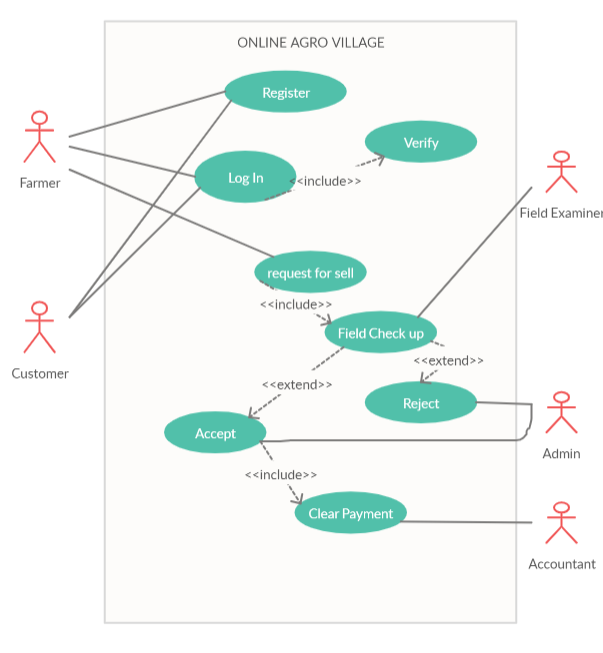 ONLINE AGRO VILLAGE
Register
Verify
Farmer
Log In
<<include>>
Field Examiner
request for sell
<<include>>
Field Check up
<<extend>>
Customer
<<extend>>
Reject
Accept
Admin
<<include>>
Clear Payment
Accountant